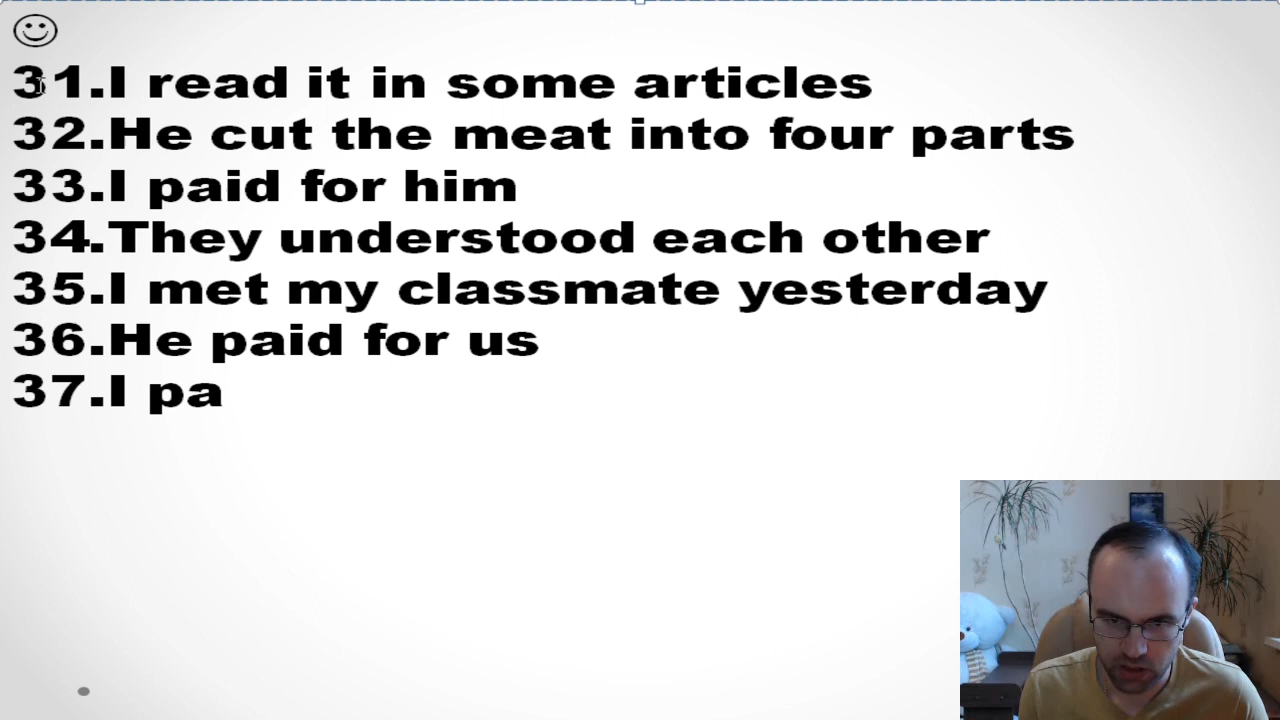 31.I read it in some articles
32.He cut the meat into four parts
33.I paid for him
34.They understood each other
35.I met my classmate yesterday
36.He paid for us
37.I pa